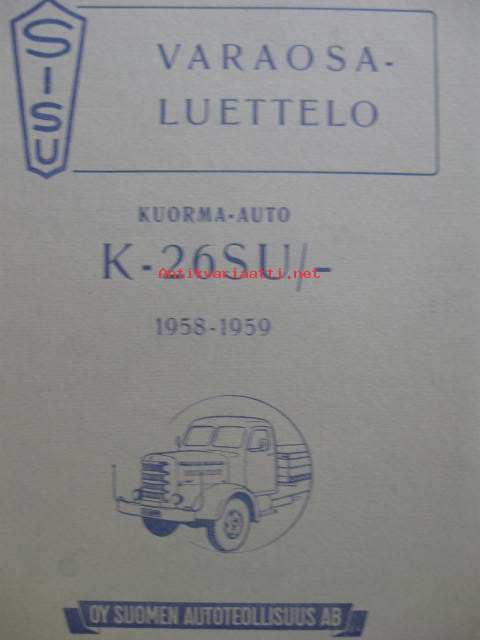 SISU
VARAOSA-
LUETTELO
KUORMA-AUTO
K-26SU/-
Antikvariaatti.net
1958-1959
OY SUOMEN AUTOTEOLLISUUS AB